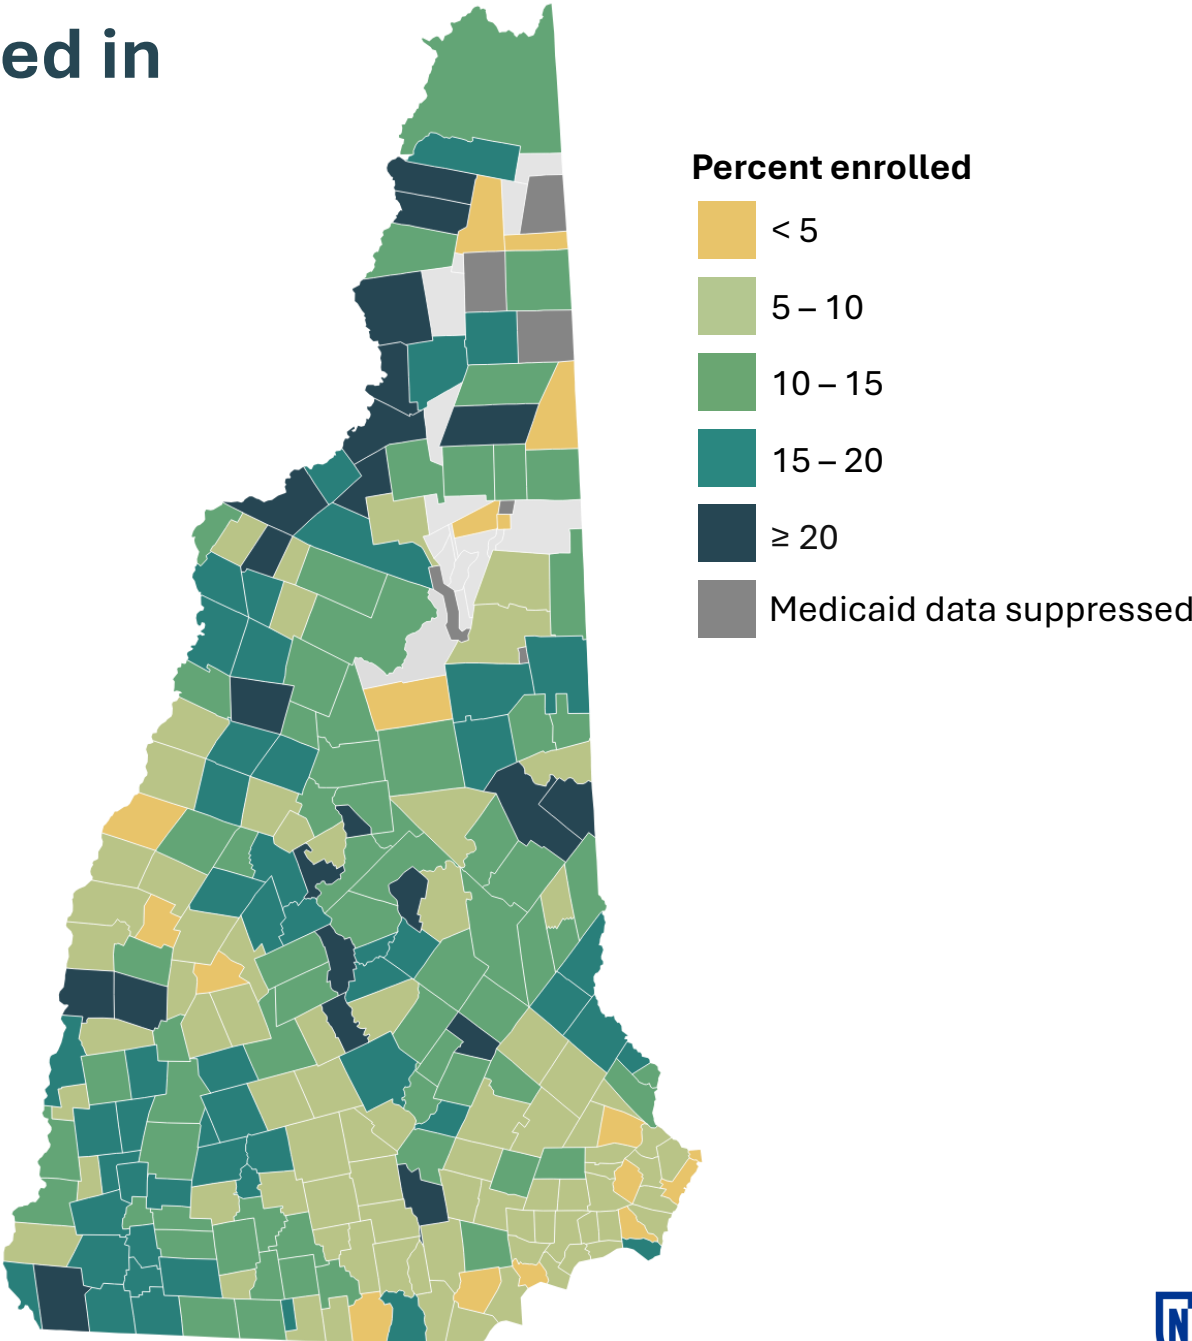 ed in
Percent enrolled
< 5
5 – 10
10 – 15
15 – 20
≥ 20
Medicaid data suppressed
N